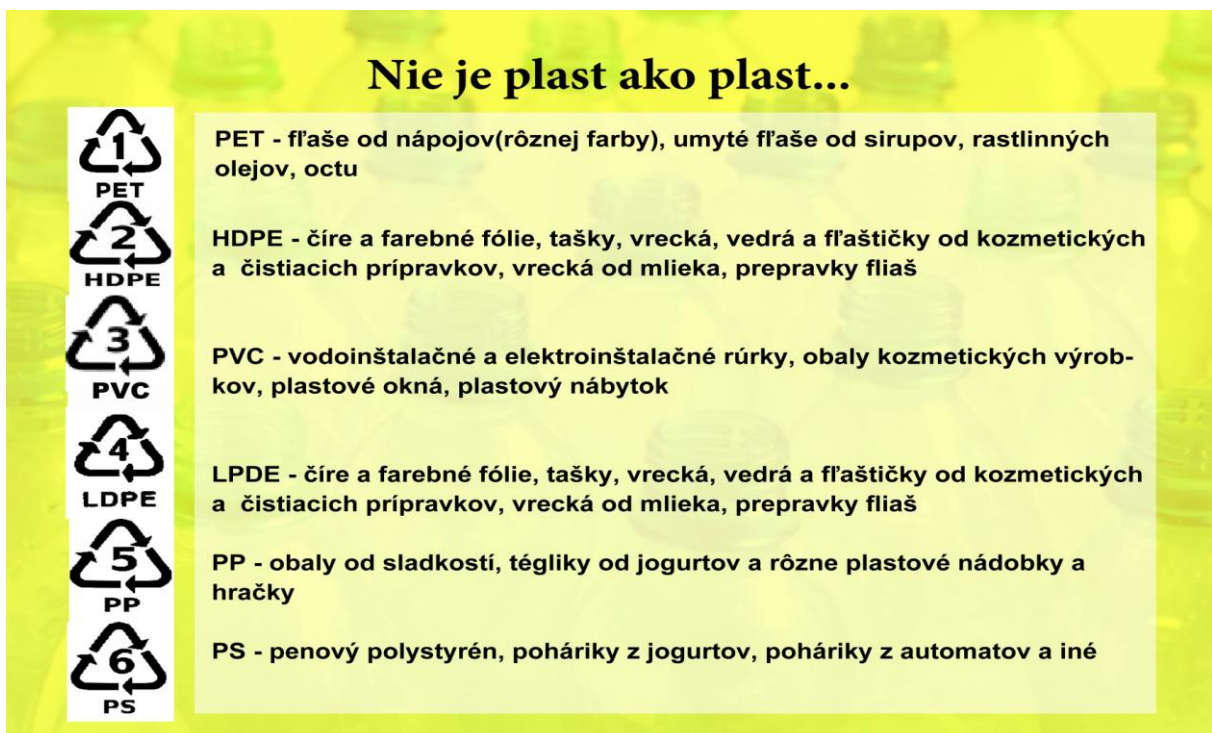 Nie je plast ako plast...
1
PET
PET - fľaše od nápojov(rôznej farby), umyté fľaše od sirupov, rastlinných
olejov, octu
2
HDPE
HDPE - číre a farebné fólie, tašky, vrecká, vedrá a fľaštičky od kozmetických
a čistiacich prípravkov, vrecká od mlieka, prepravky fliaš
3
PVC
PVC - vodoinštalačné a elektroinštalačné rúrky, obaly kozmetických výrob-
kov, plastové okná, plastový nábytok
4
LDPE
LPDE - číre a farebné fólie, tašky, vrecká, vedrá a fľaštičky od kozmetických
a čistiacich prípravkov, vrecká od mlieka, prepravky fliaš
5
PP
PP - obaly od sladkostí, tégliky od jogurtov a rôzne plastové nádobky a
hračky
6
PS
PS - penový polystyrén, poháriky z jogurtov, poháriky z automatov a iné